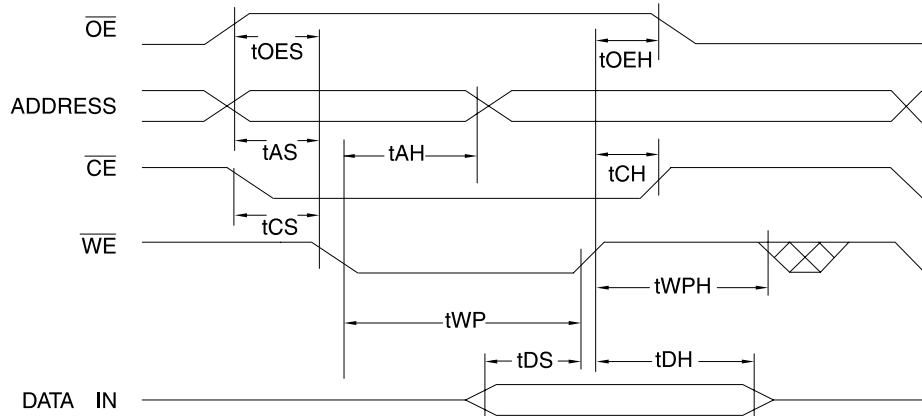 OE
tOES
tOEH
ADDRESS
tAS
tAH
CE
tCH
tCS
WE
tWPH
tWP
tDS
tDH
DATA IN